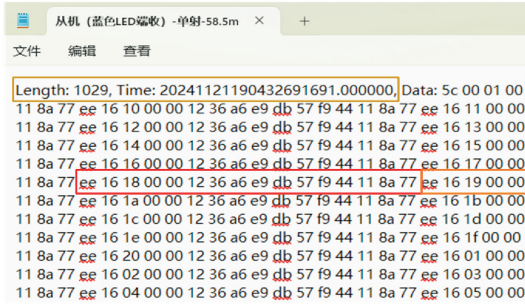 从机（蓝色LED端收）-单射-58.5m × +
文件 编辑 查看
Length: 1029, Time: 20241121190432691691.000000, Data: 5c 00 01 00
11 8a 77 ee 16 10 00 00 12 36 a6 e9 db 57 f9 44 11 8a 77 ee 16 11 00 00
11 8a 77 ee 16 12 00 00 12 36 a6 e9 db 57 f9 44 11 8a 77 ee 16 13 00 00
11 8a 77 ee 16 14 00 00 12 36 a6 e9 db 57 f9 44 11 8a 77 ee 16 15 00 00
11 8a 77 ee 16 16 00 00 12 36 a6 e9 db 57 f9 44 11 8a 77 ee 16 17 00 00
11 8a 77 ee 16 18 00 00 12 36 a6 e9 db 57 f9 44 11 8a 77 ee 16 19 00 00
11 8a 77 ee 16 1a 00 00 12 36 a6 e9 db 57 f9 44 11 8a 77 ee 16 1b 00 00
11 8a 77 ee 16 1c 00 00 12 36 a6 e9 db 57 f9 44 11 8a 77 ee 16 1d 00 00
11 8a 77 ee 16 1e 00 00 12 36 a6 e9 db 57 f9 44 11 8a 77 ee 16 1f 00 00
11 8a 77 ee 16 20 00 00 12 36 a6 e9 db 57 f9 44 11 8a 77 ee 16 01 00 00
11 8a 77 ee 16 02 00 00 12 36 a6 e9 db 57 f9 44 11 8a 77 ee 16 03 00 00
11 8a 77 ee 16 04 00 00 12 36 a6 e9 db 57 f9 44 11 8a 77 ee 16 05 00 00